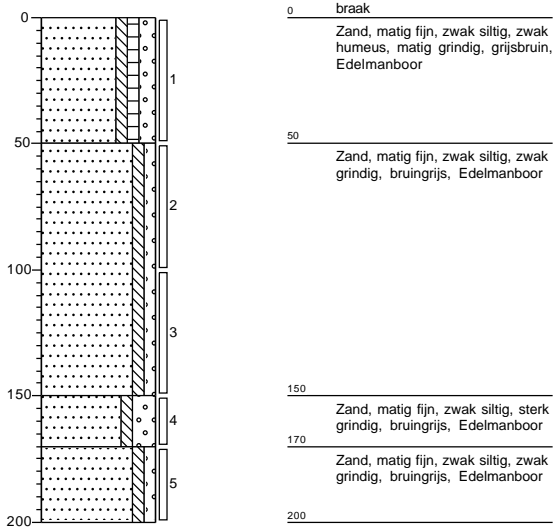 0
50
100
150
200
1
2
3
4
5
0 braak
Zand, matig fijn, zwak siltig, zwak
humeus, matig grindig, grijsbruin,
Edelmanboor
50
Zand, matig fijn, zwak siltig, zwak
grindig, bruingrijs, Edelmanboor
150
Zand, matig fijn, zwak siltig, sterk
grindig, bruingrijs, Edelmanboor
170
Zand, matig fijn, zwak siltig, zwak
grindig, bruingrijs, Edelmanboor
200